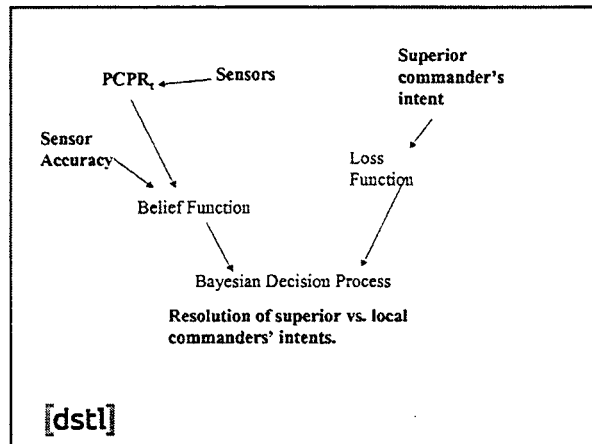 Superior
commander's
intent
PCPRt
Sensors
Sensor
Accuracy
Loss
Function
Belief Function
Bayesian Decision Process
Resolution of superior vs. local
commanders' intents.
[dstl]